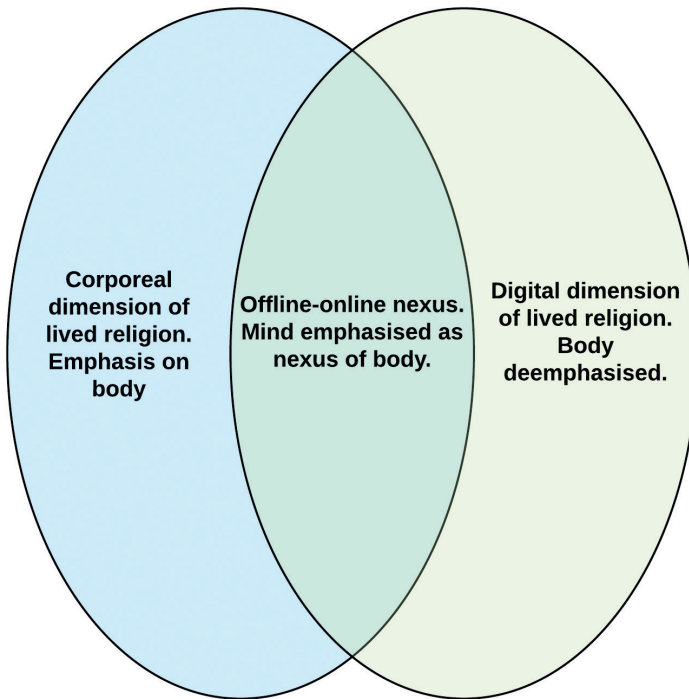 Corporeal
dimension of
lived religion.
Emphasis on
body
Offline-online nexus.
Mind emphasised as
nexus of body.
Digital dimension
of lived religion.
Body
deemphasised.